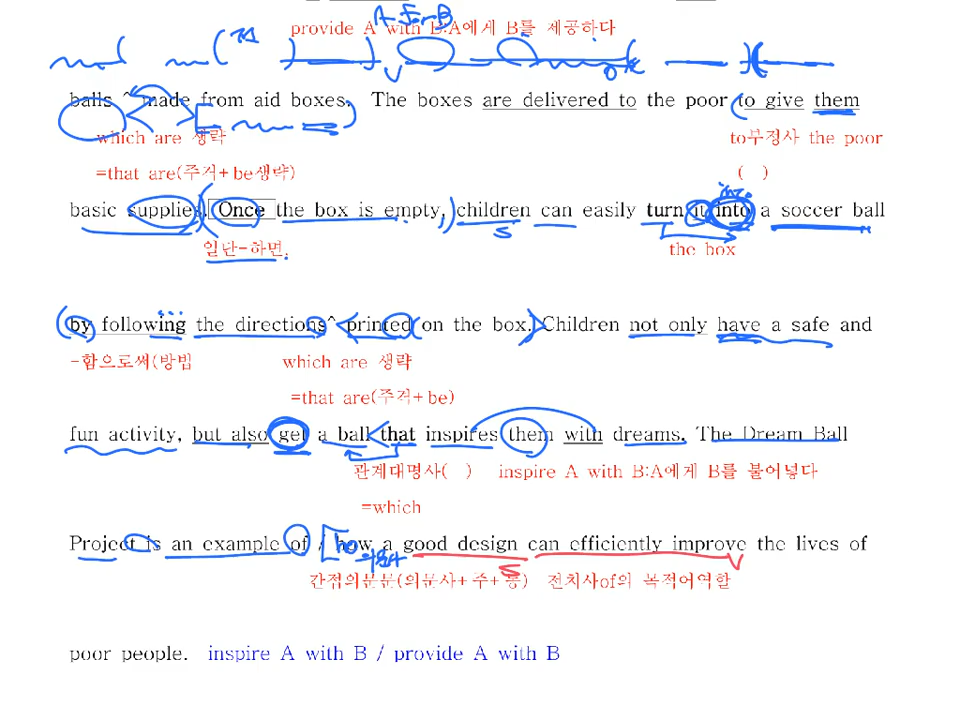 A For B
provide A with B:A에게 B를 제공하다
balls ^ made from aid boxes. The boxes are delivered to the poor to give them
which are 생략 to부정사 the poor
=that are(주격+be생략) ( )
basic supplies. Once the box is empty, children can easily turn it into a soccer ball
일단-하면. the box
s
by following the directions^ printed on the box. Children not only have a safe and
-함으로써(방법 which are 생략
=that are(주격+be)
fun activity, but also get a ball that inspires them with dreams. The Dream Ball
관계대명사( ) inspire A with B:A에게 B를 불어넣다
=which
Project is an example of / how a good design can efficiently improve the lives of
s v
간접의문문(의문사+주+동) 전치사of의 목적어역할
poor people. inspire A with B / provide A with B